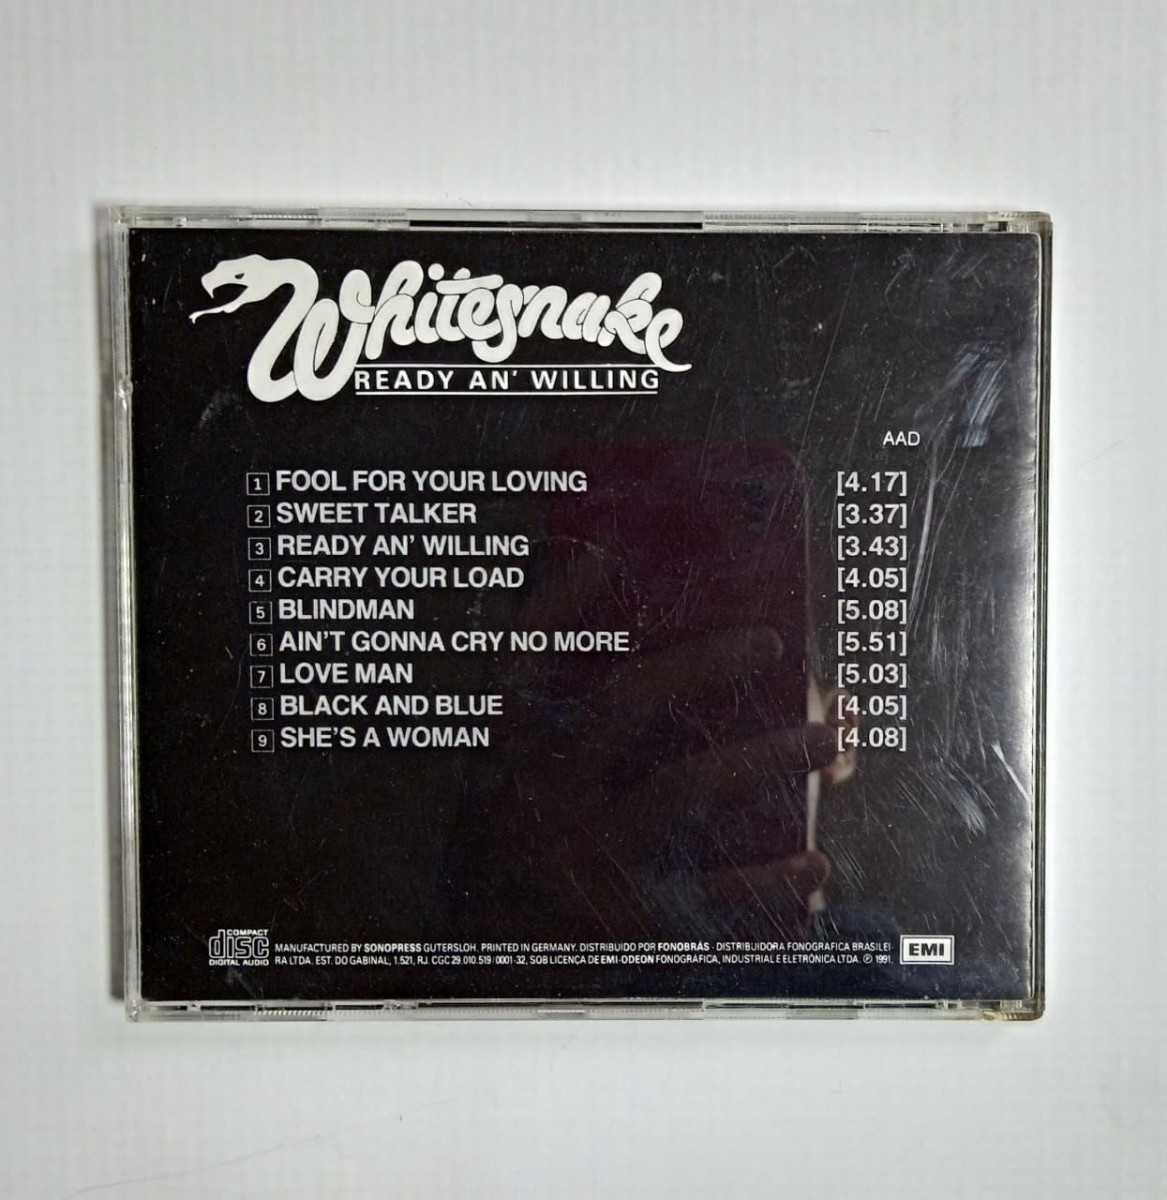 Whitesnake
READY AN' WILLING
AAD
1 FOOL FOR YOUR LOVING [4.17]
2 SWEET TALKER [3.37]
3 READY AN' WILLING [3.43]
4 CARRY YOUR LOAD [4.05]
5 BLINDMAN [5.08]
6 AIN'T GONNA CRY NO MORE [5.51]
7 LOVE MAN [5.03]
8 BLACK AND BLUE [4.05]
9 SHE'S A WOMAN [4.08]
COMPACT
disc
DIGITAL AUDIO
MANUFACTURED BY SONOPRESS GUTERSLOH. PRINTED IN GERMANY. DISTRIBUIDO POR FONOBRÁS - DISTRIBUIDORA FONOGRAFICA BRASILEI-
RA LTDA. EST. DO GABINAL, 1.521, RJ. CGC 29.010.519/0001-32, SOB LICENÇA DE EMI-ODEON FONOGRÁFICA, INDUSTRIAL E ELETRÔNICA LTDA. ℗ 1991.
EMI